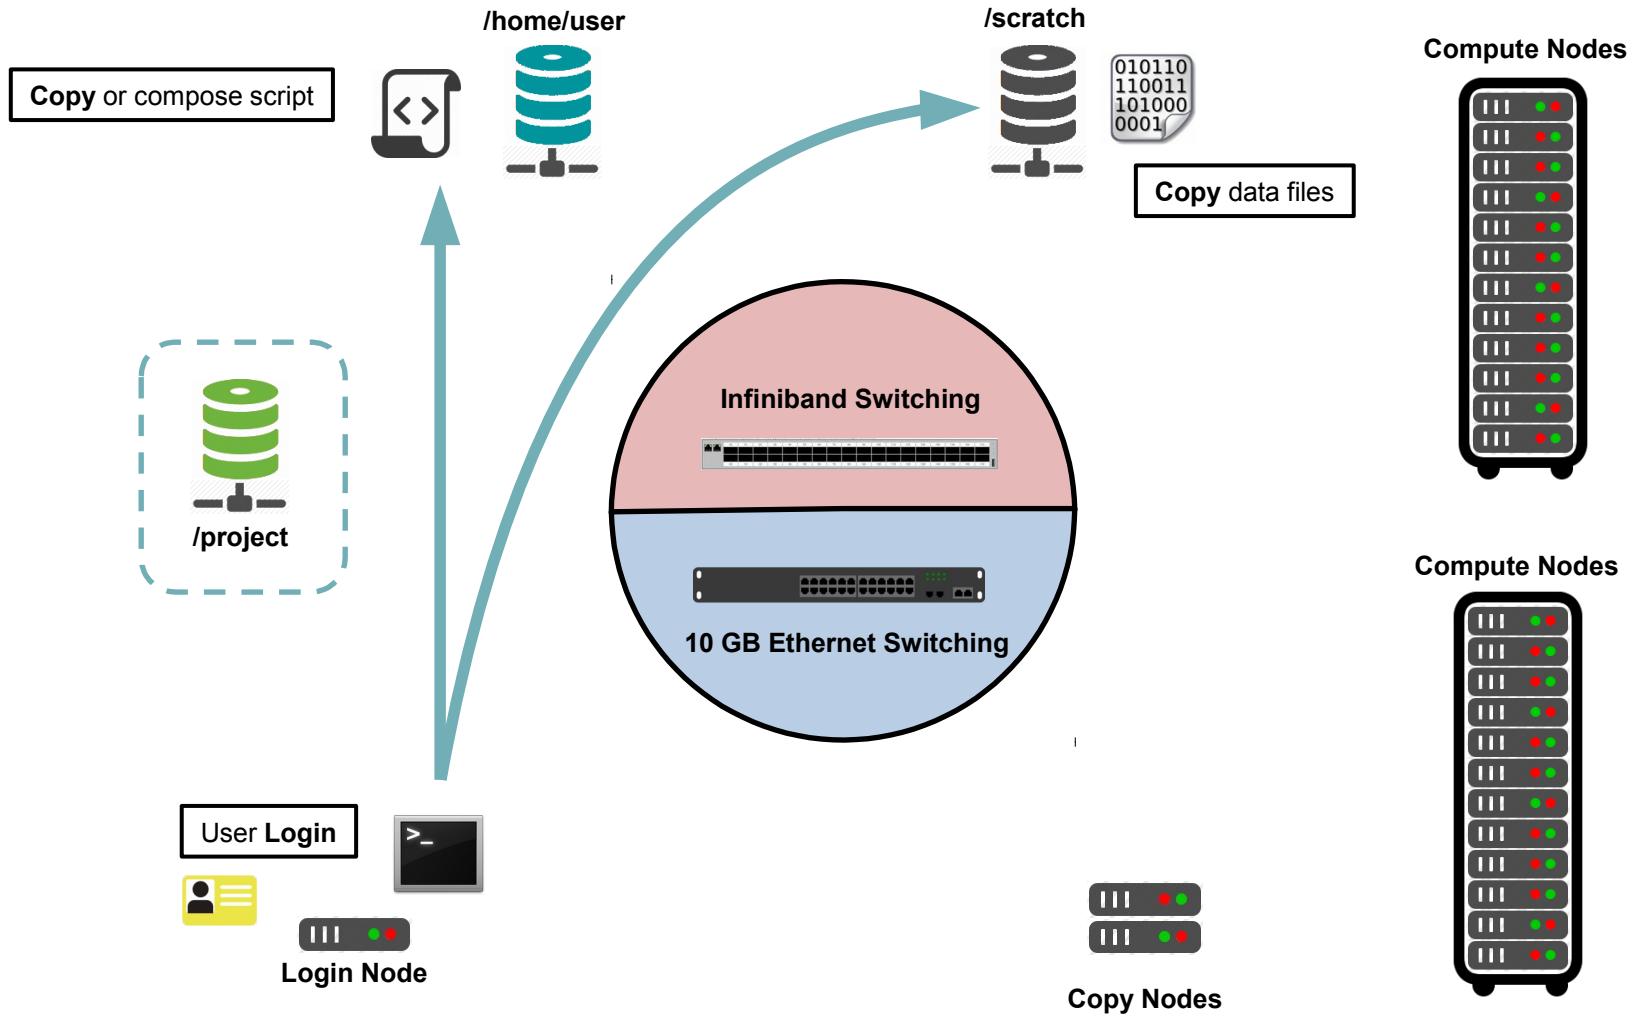 /home/user
/scratch
Compute Nodes
Copy or compose script
010110
110011
101000
0001
Copy data files
Infiniband Switching
/project
10 GB Ethernet Switching
Compute Nodes
User Login
>_
Login Node
Copy Nodes